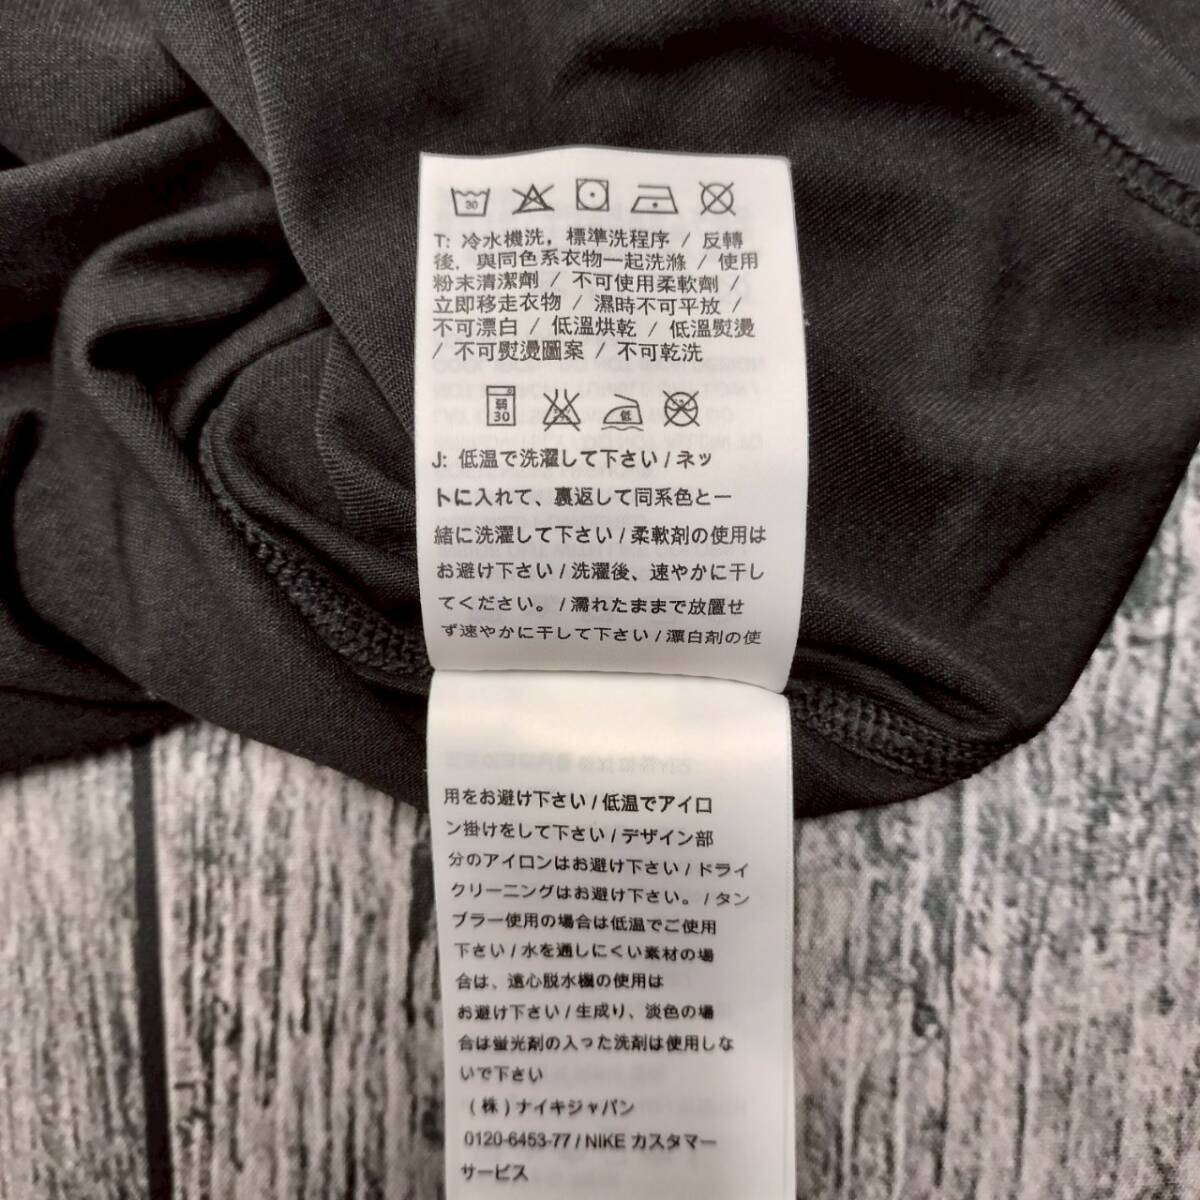 30
T: 冷水機洗，標準洗程序 / 反轉
後，與同色系衣物一起洗滌 / 使用
粉末清潔劑 / 不可使用柔軟劑 /
立即移走衣物 / 濕時不可平放 /
不可漂白 / 低溫烘乾 / 低溫熨燙
/ 不可熨燙圖案 / 不可乾洗
弱 30 低
J: 低温で洗濯して下さい / ネッ
トに入れて、裏返して同系色と一
緒に洗濯して下さい / 柔軟剤の使用は
お避け下さい / 洗濯後、速やかに干し
てください。 / 濡れたままで放置せ
ず速やかに干して下さい / 漂白剤の使
用をお避け下さい / 低温でアイロ
ン掛けをして下さい / デザイン部
分のアイロンはお避け下さい / ドライ
クリーニングはお避け下さい。 / タン
ブラー使用の場合は低温でご使用
下さい / 水を通しにくい素材の場
合は、遠心脱水機の使用は
お避け下さい / 生成り、淡色の場
合は蛍光剤の入った洗剤は使用しな
いで下さい
(株)ナイキジャパン
0120-6453-77 / NIKE カスタマー
サービス